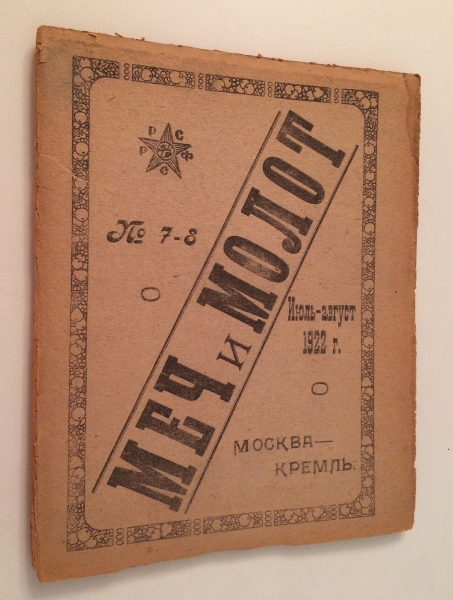 Р С Ф С Р
№ 7-8
МЕЧ и МОЛОТ
Июль-август
1922 г.
МОСКВА—
КРЕМЛЬ.